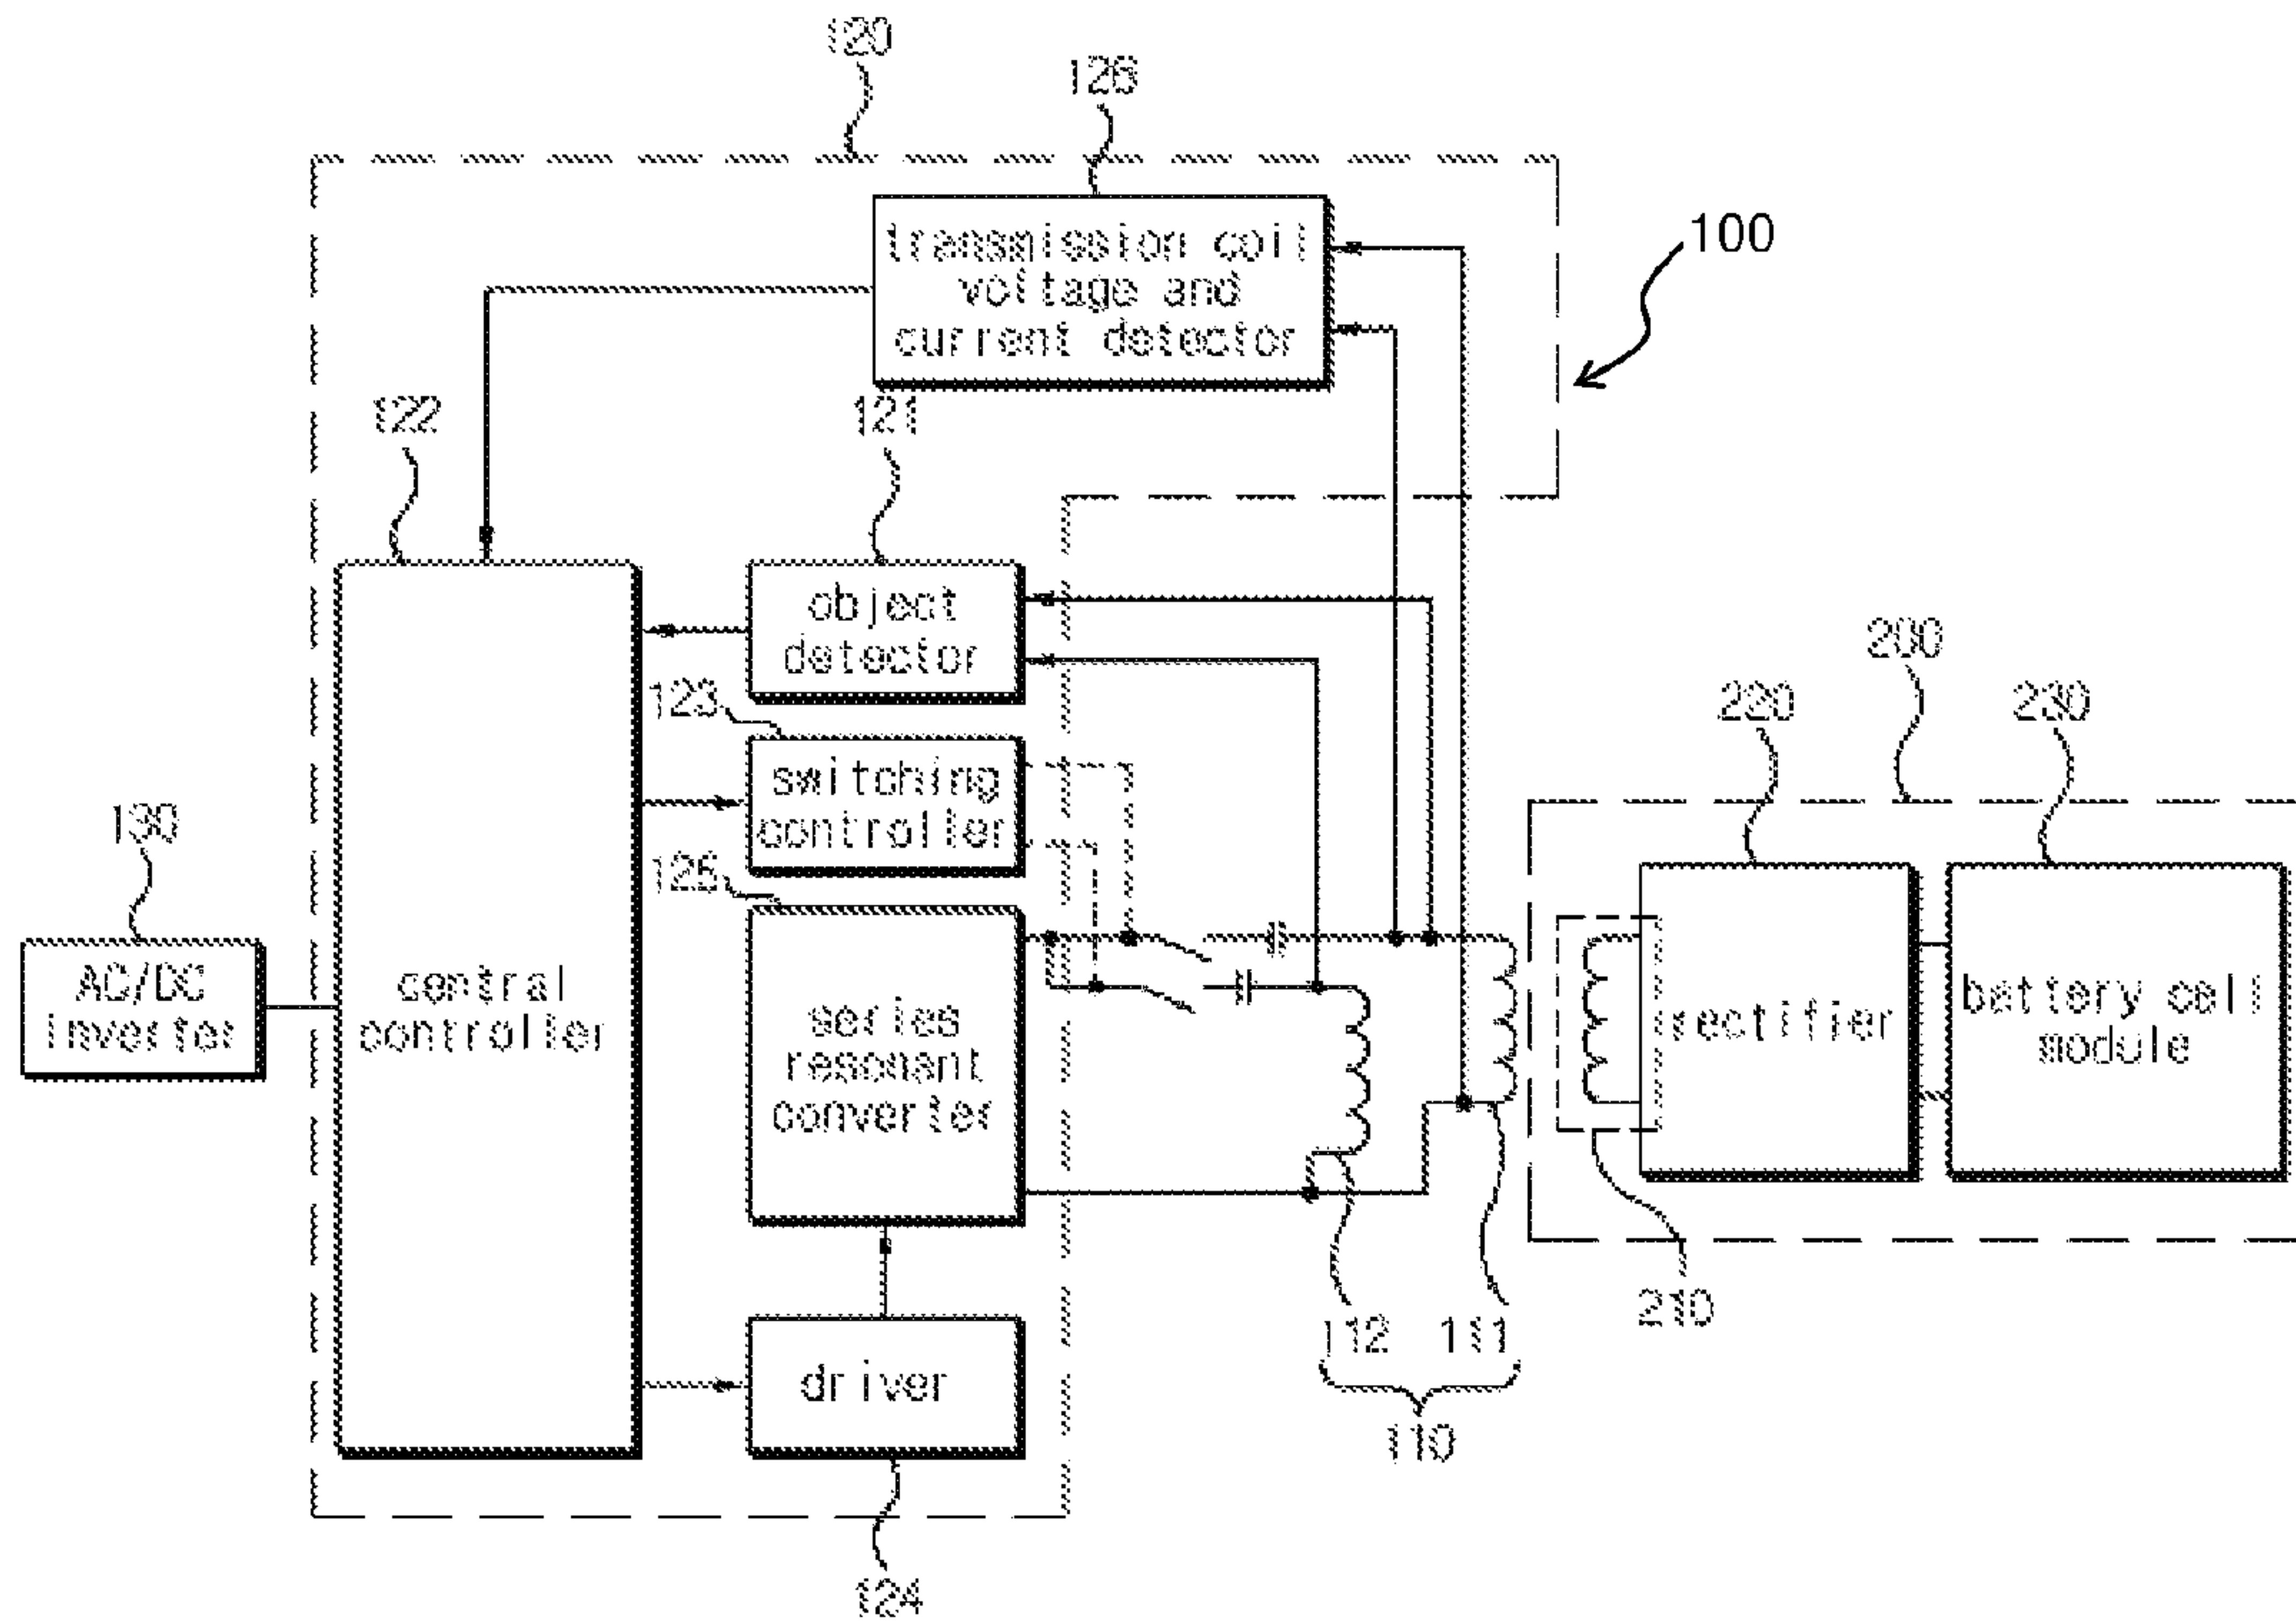 120
126
transmission coil
voltage and
current detector
100
122
121
object
detector
123
switching
controller
200
220
230
130
AC/DC
inverter
central
controller
125
series
resonant
converter
rectifier
battery cell
module
driver
112
111
210
110
124